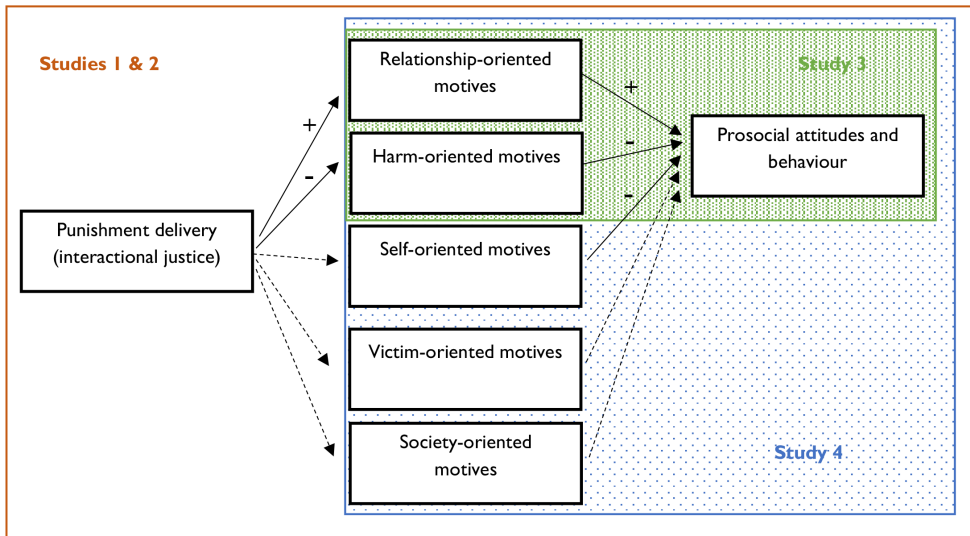 Studies 1 & 2
Relationship-oriented
motives
Study 3
+
+
Prosocial attitudes and
behaviour
Harm-oriented motives
-
-
-
Punishment delivery
(interactional justice)
Self-oriented motives
Victim-oriented motives
Society-oriented
motives
Study 4